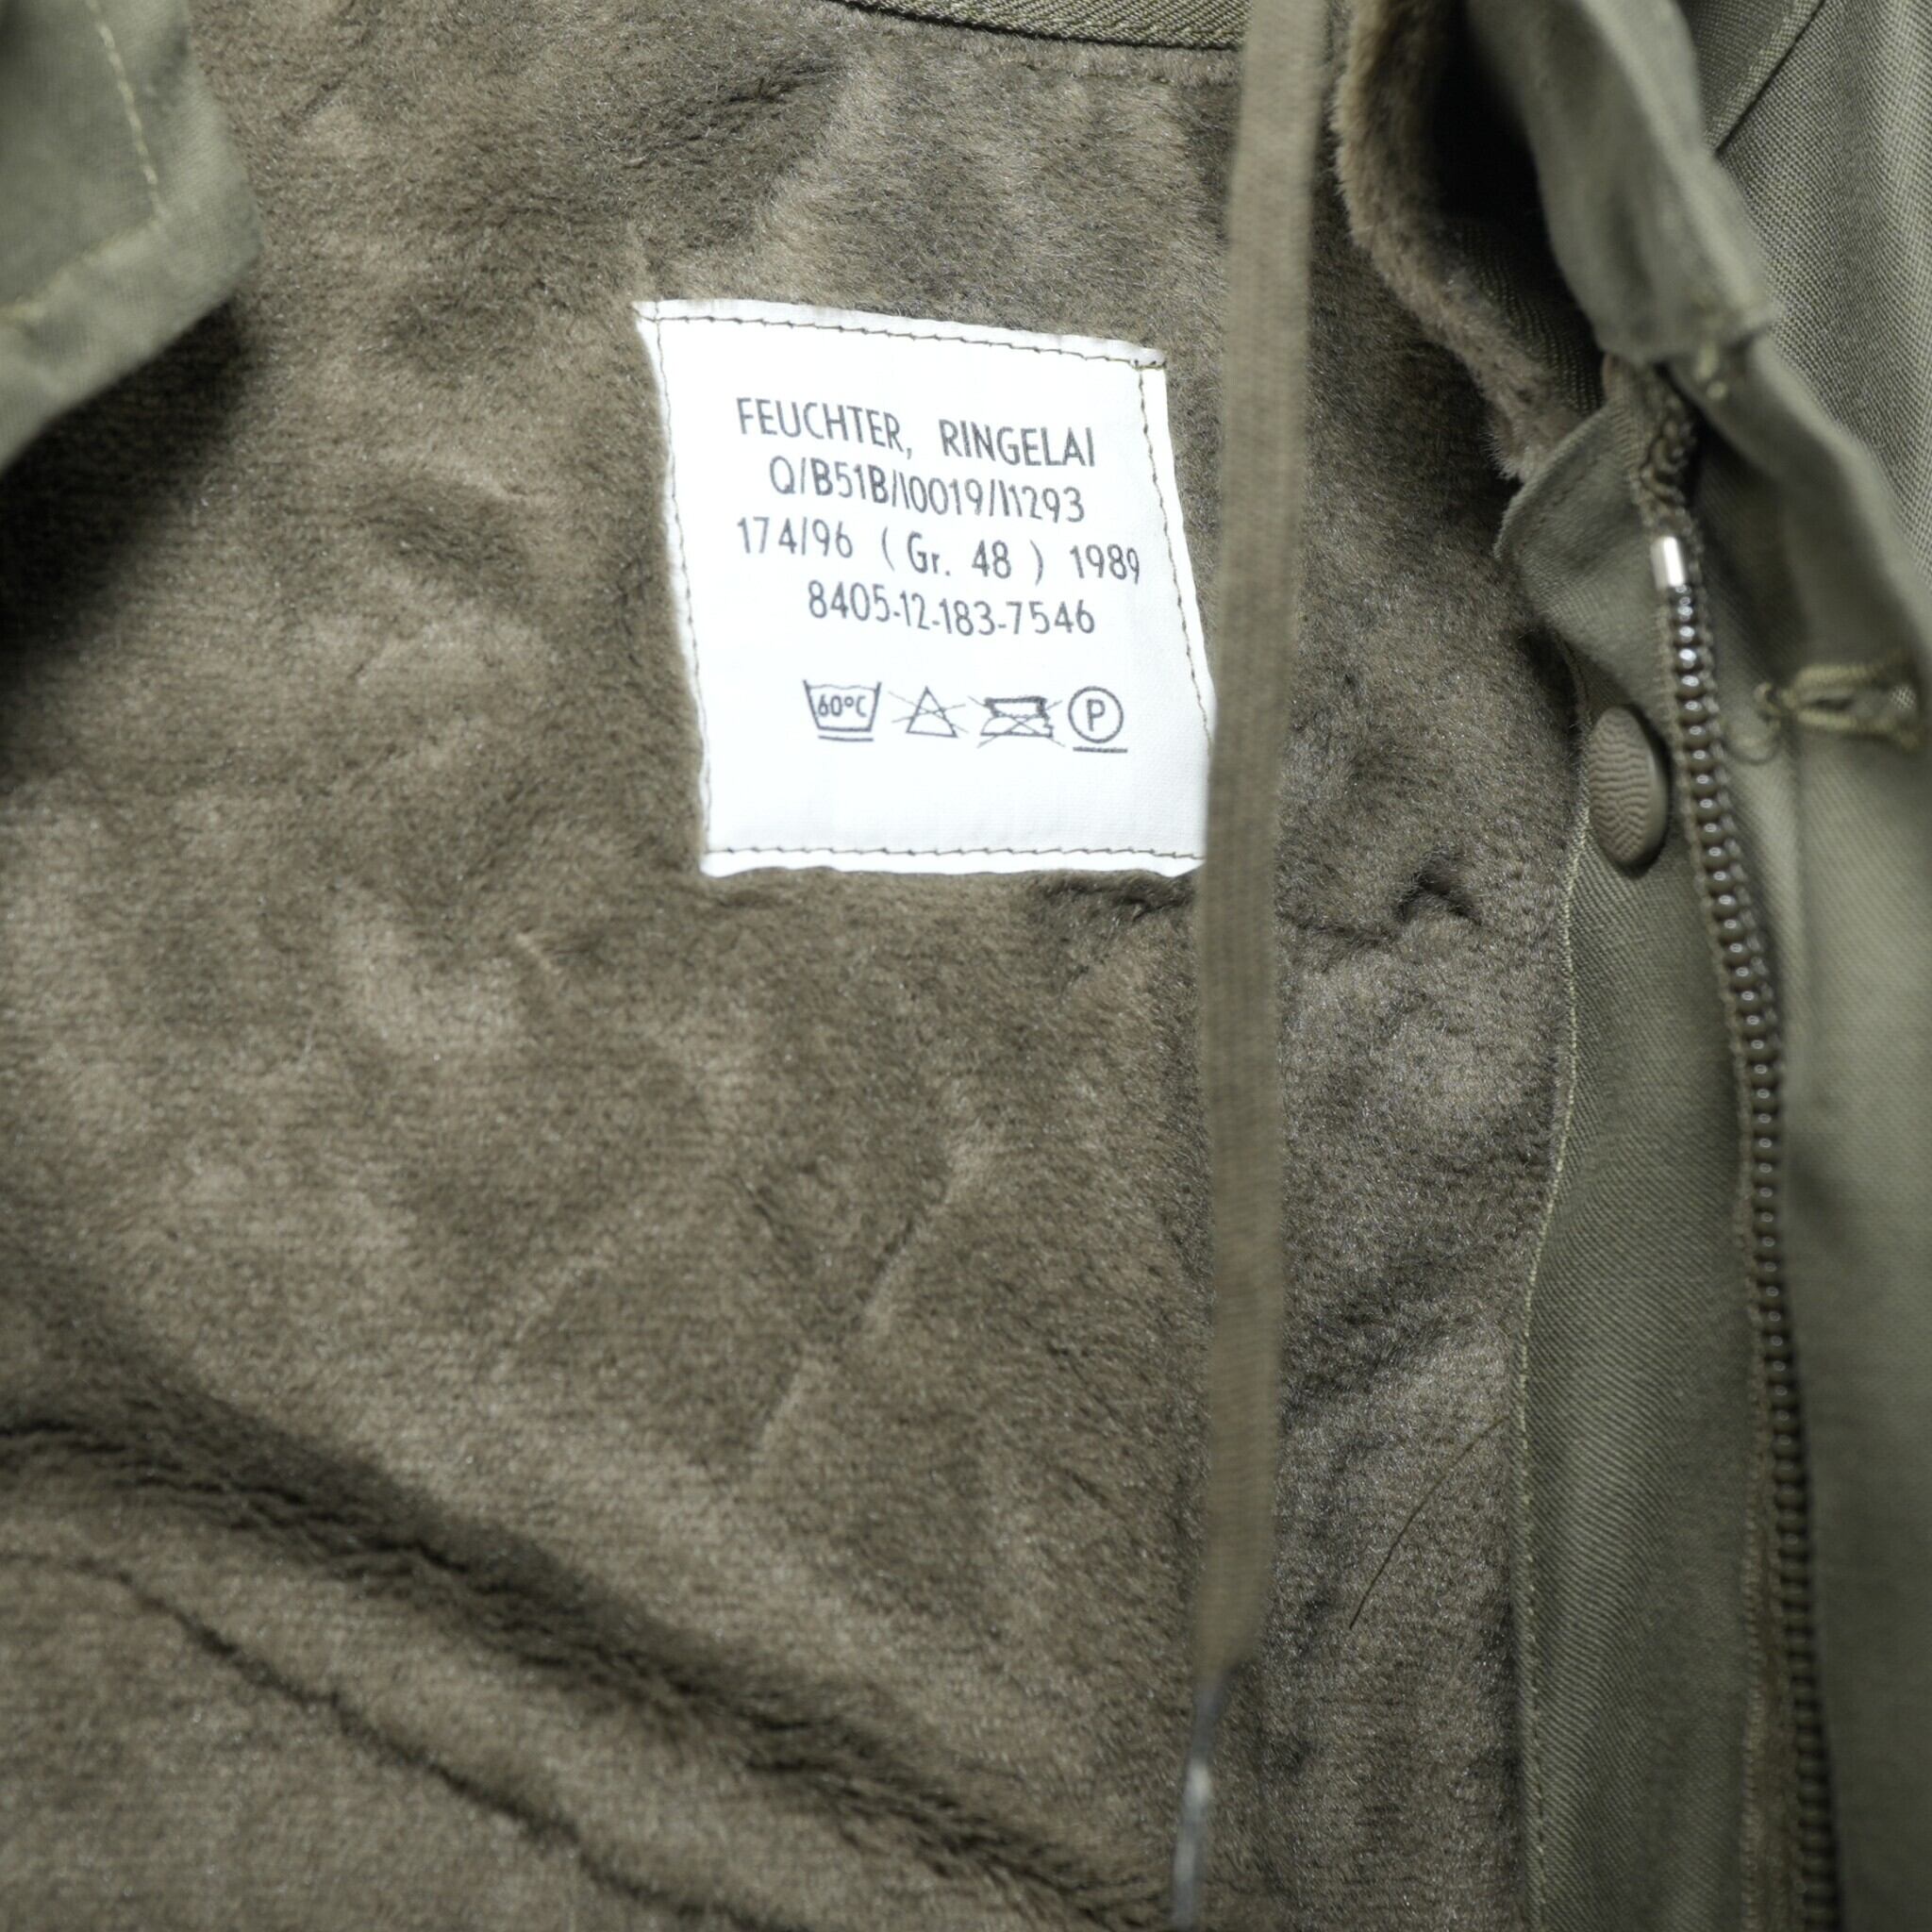 FEUCHTER, RINGELAI
Q/B51B/I0019/I1293
174/96 ( Gr. 48 ) 1989
8405-12-183-7546
60°C P